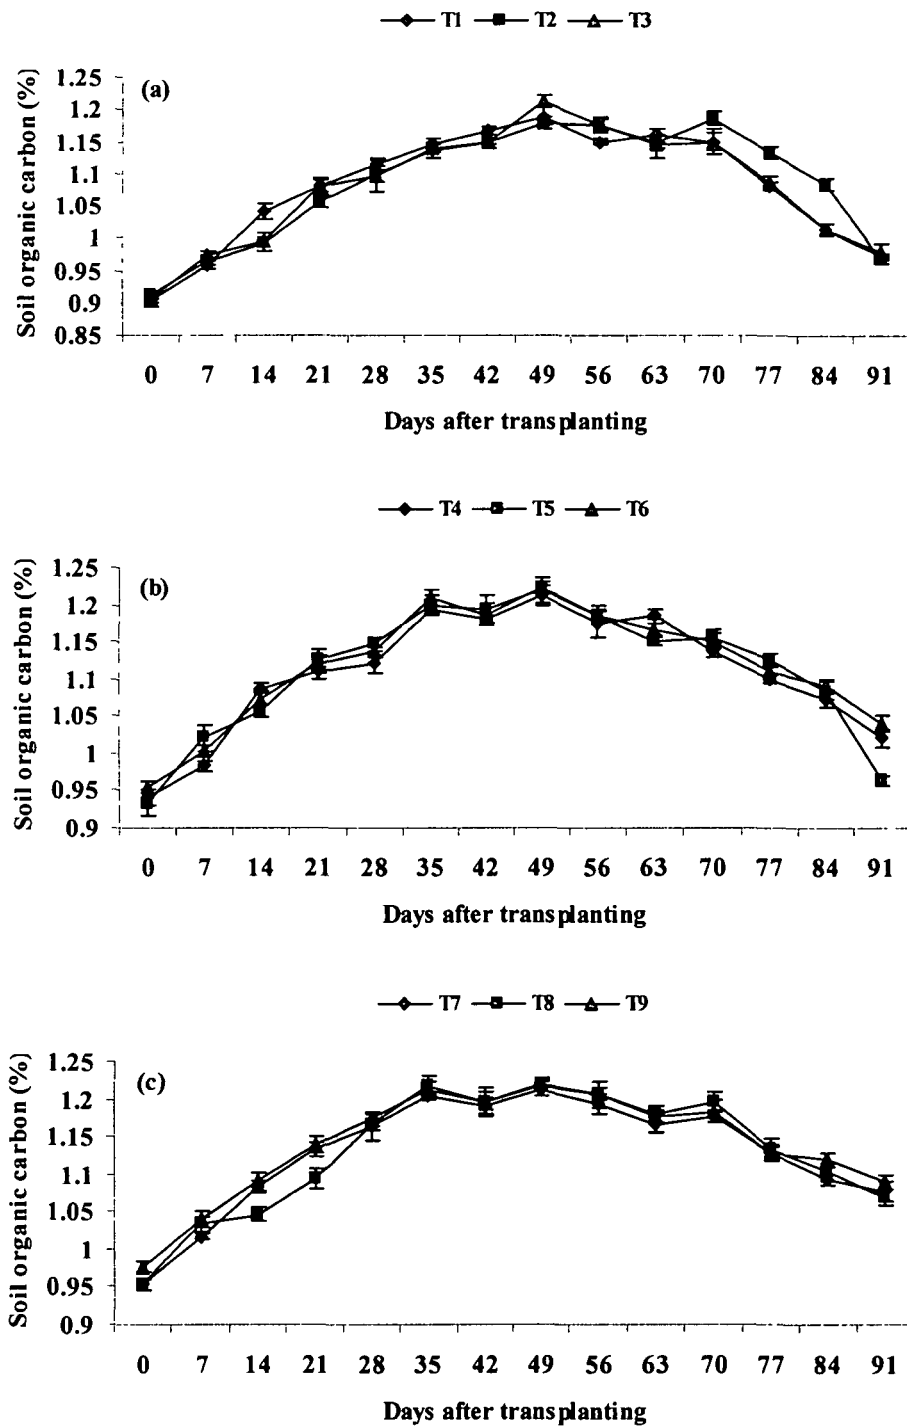 T1 T2 T3
(a)
Soil organic carbon (%)
1.25
1.2
1.15
1.1
1.05
1
0.95
0.9
0.85
0 7 14 21 28 35 42 49 56 63 70 77 84 91
Days after transplanting
T4 T5 T6
(b)
Soil organic carbon (%)
1.25
1.2
1.15
1.1
1.05
1
0.95
0.9
0 7 14 21 28 35 42 49 56 63 70 77 84 91
Days after transplanting
T7 T8 T9
(c)
Soil organic carbon (%)
1.25
1.2
1.15
1.1
1.05
1
0.95
0.9
0 7 14 21 28 35 42 49 56 63 70 77 84 91
Days after transplanting